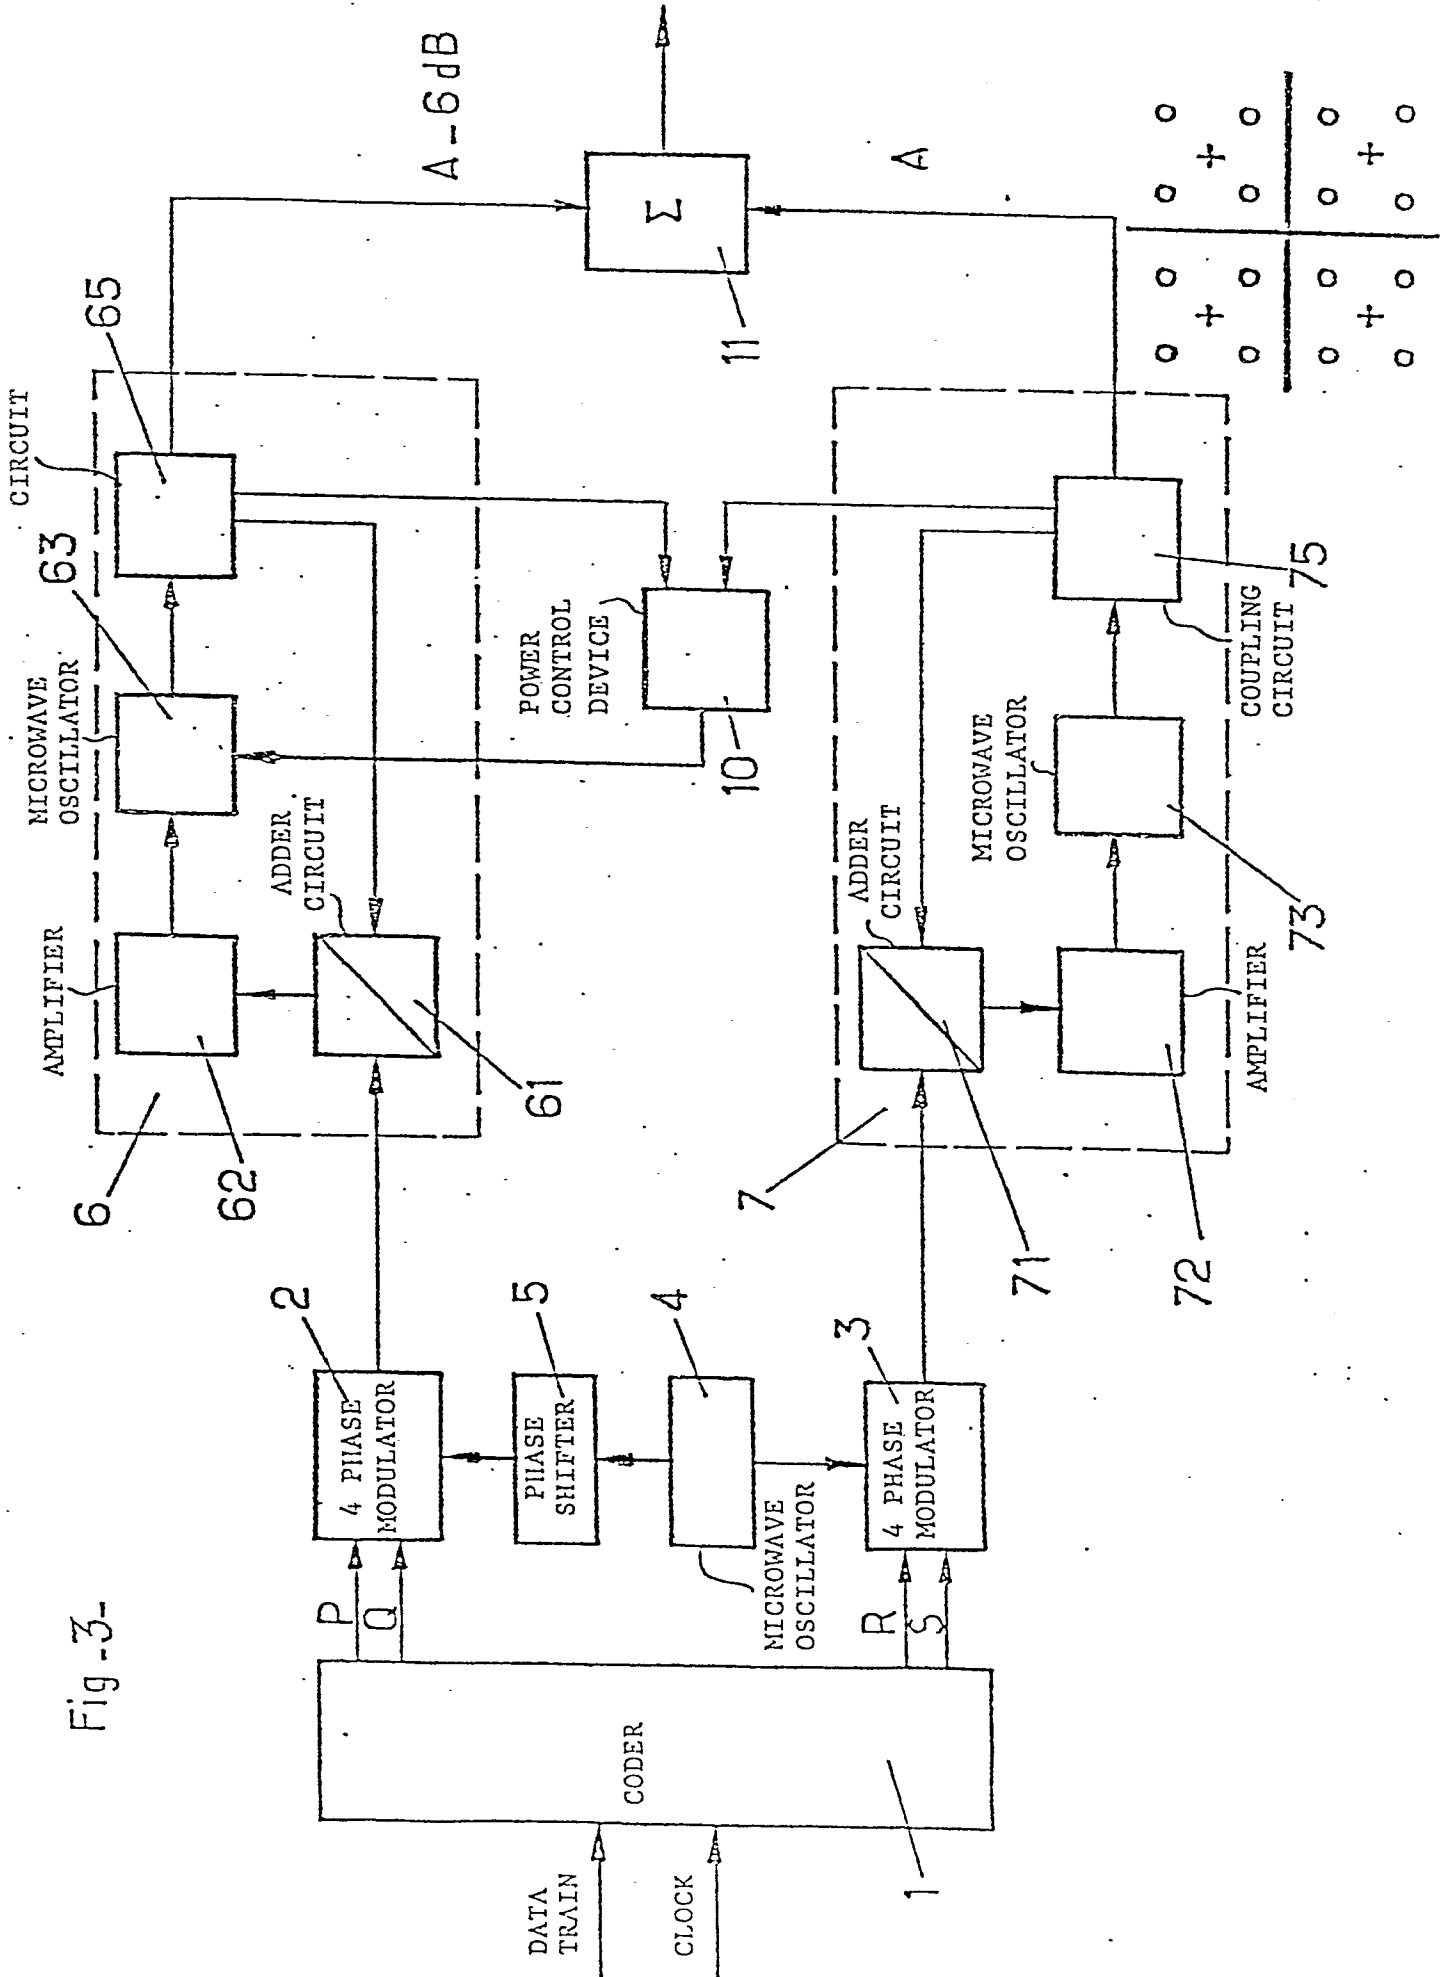 Fig-3-
DATA
TRAIN
CLOCK
CODER
1
P
Q
R
S
4 PHASE
MODULATOR
2
PHASE
SHIFTER
5
4
MICROWAVE
OSCILLATOR
4 PHASE
MODULATOR
3
6
AMPLIFIER
62
ADDER
CIRCUIT
61
MICROWAVE
OSCILLATOR
63
CIRCUIT
65
POWER
CONTROL
DEVICE
10
7
ADDER
CIRCUIT
71
AMPLIFIER
72
MICROWAVE
OSCILLATOR
73
COUPLING
CIRCUIT
75
A-6dB
Σ
11
A